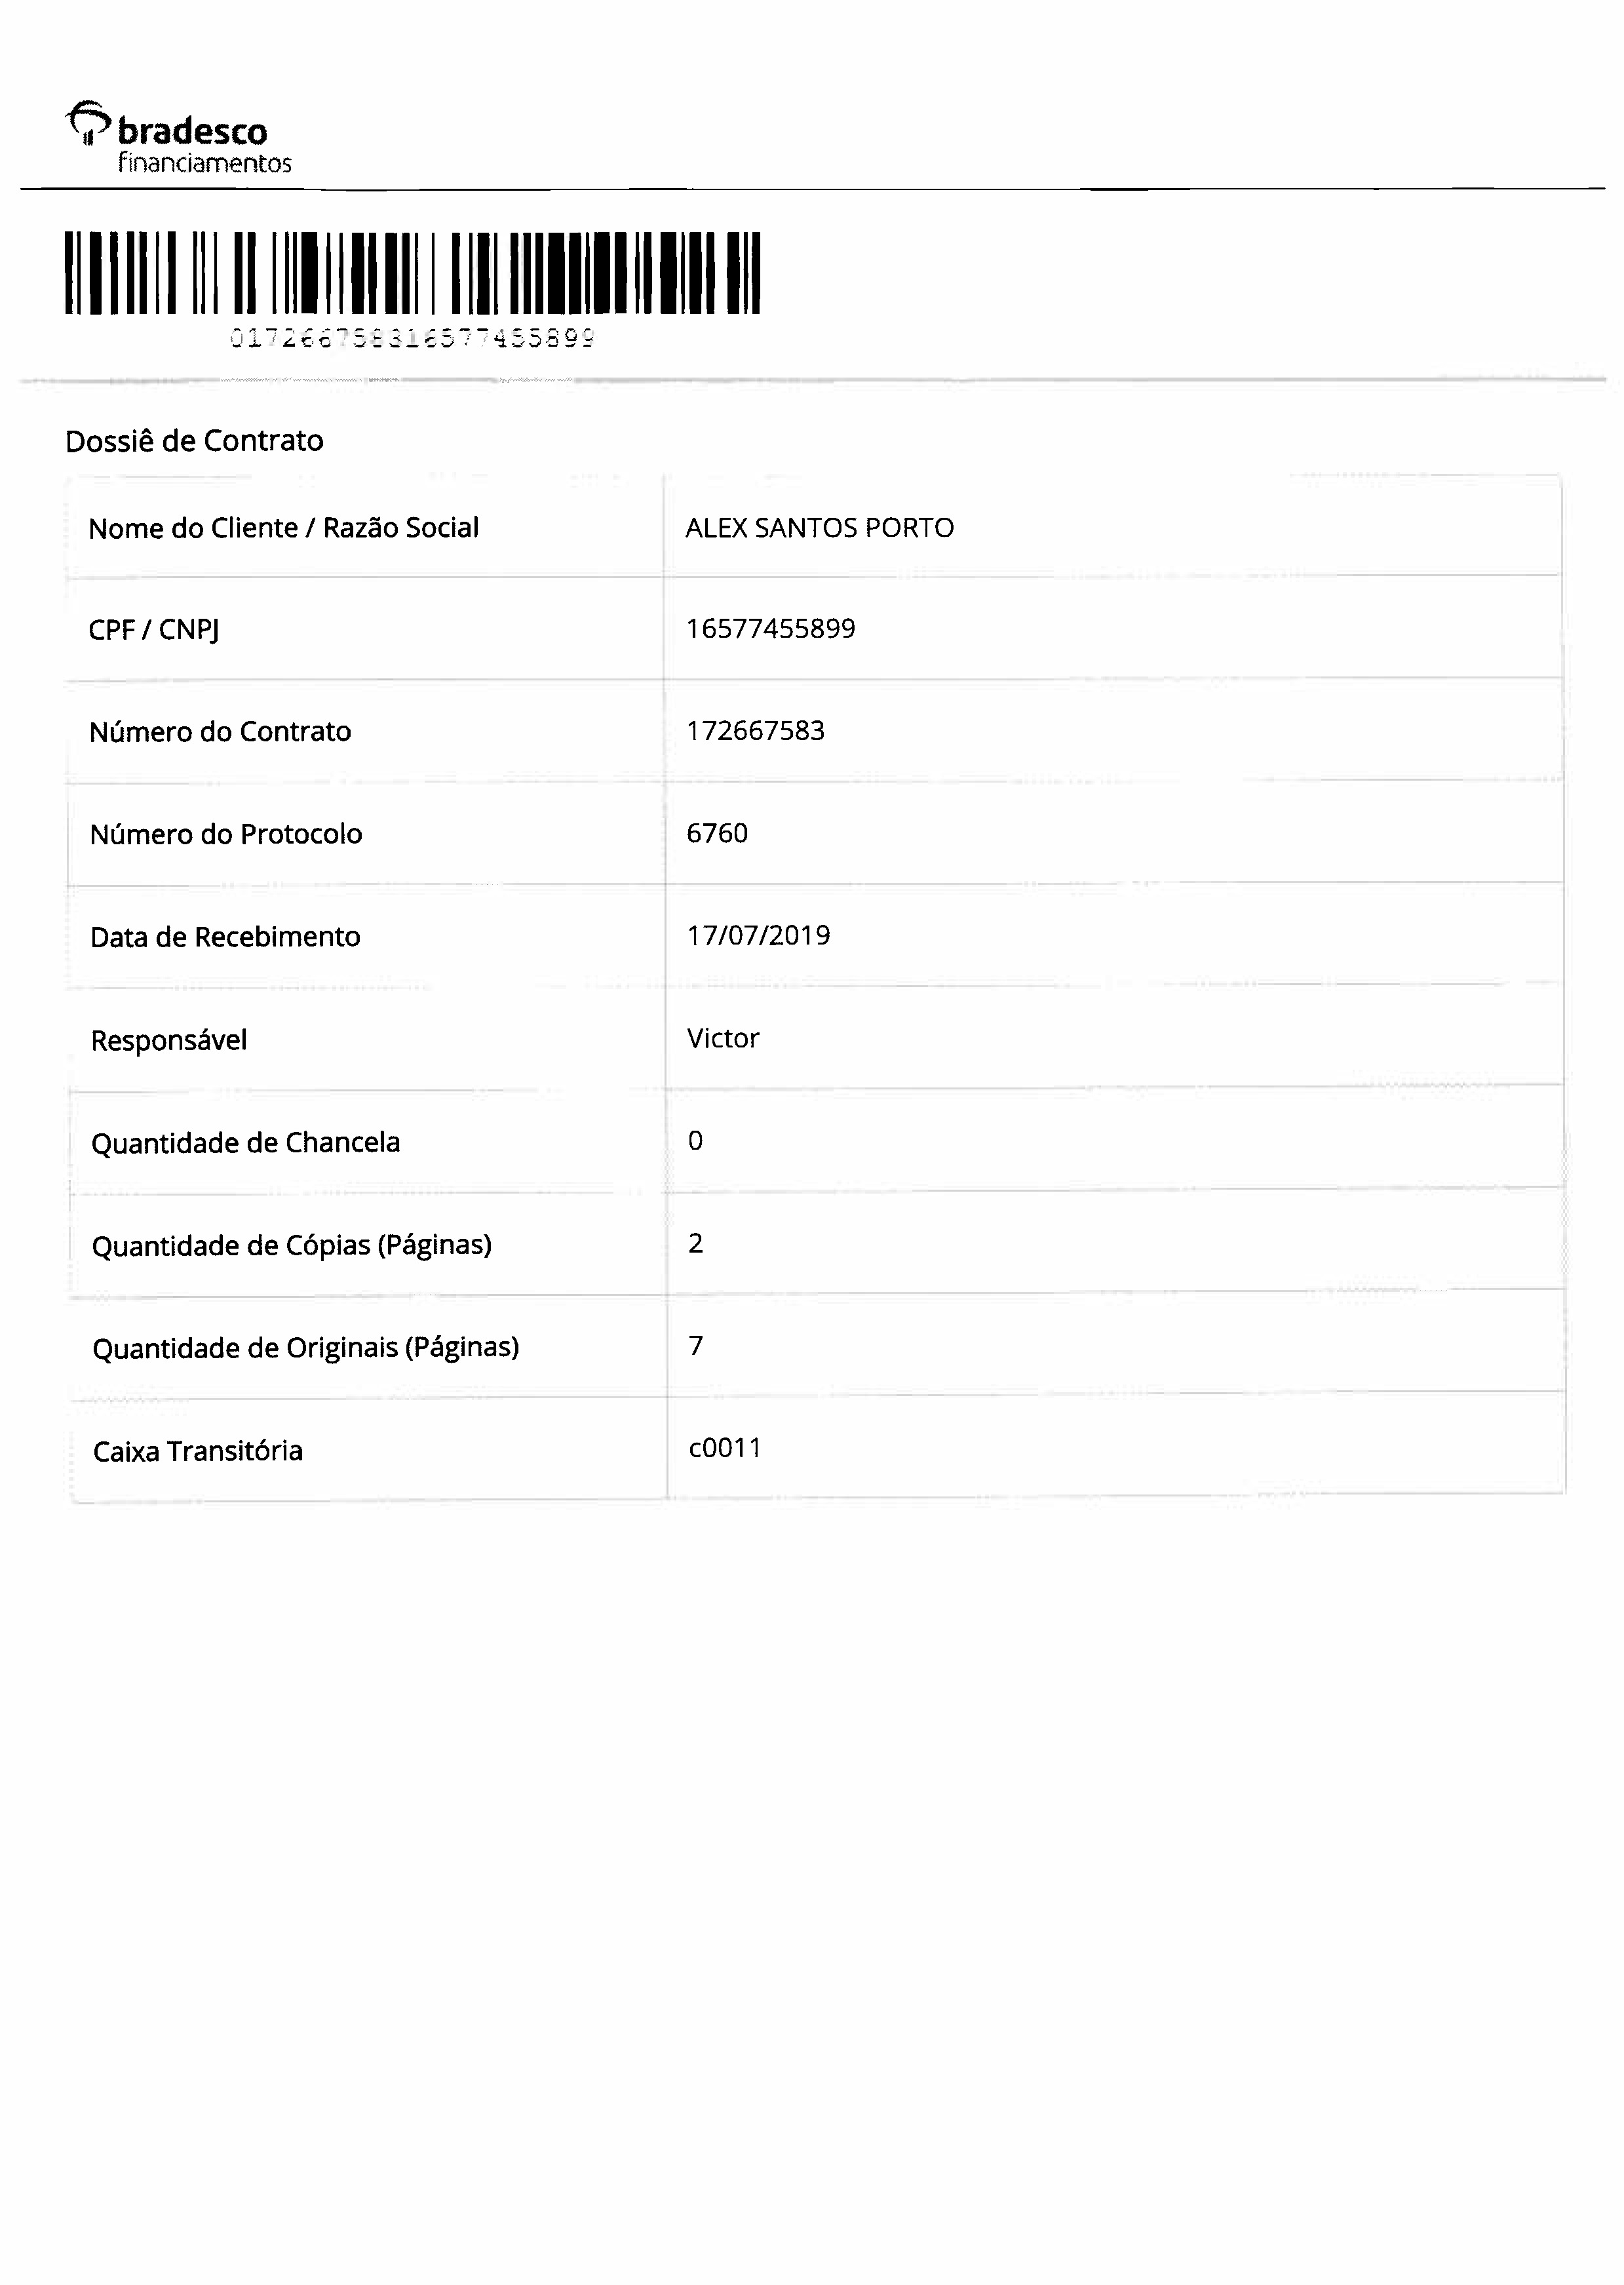 bradesco
financiamentos
017266758316577455899
Dossiê de Contrato
Nome do Cliente / Razão Social ALEX SANTOS PORTO
CPF / CNPJ 16577455899
Número do Contrato 172667583
Número do Protocolo 6760
Data de Recebimento 17/07/2019
Responsável Victor
Quantidade de Chancela 0
Quantidade de Cópias (Páginas) 2
Quantidade de Originais (Páginas) 7
Caixa Transitória c0011